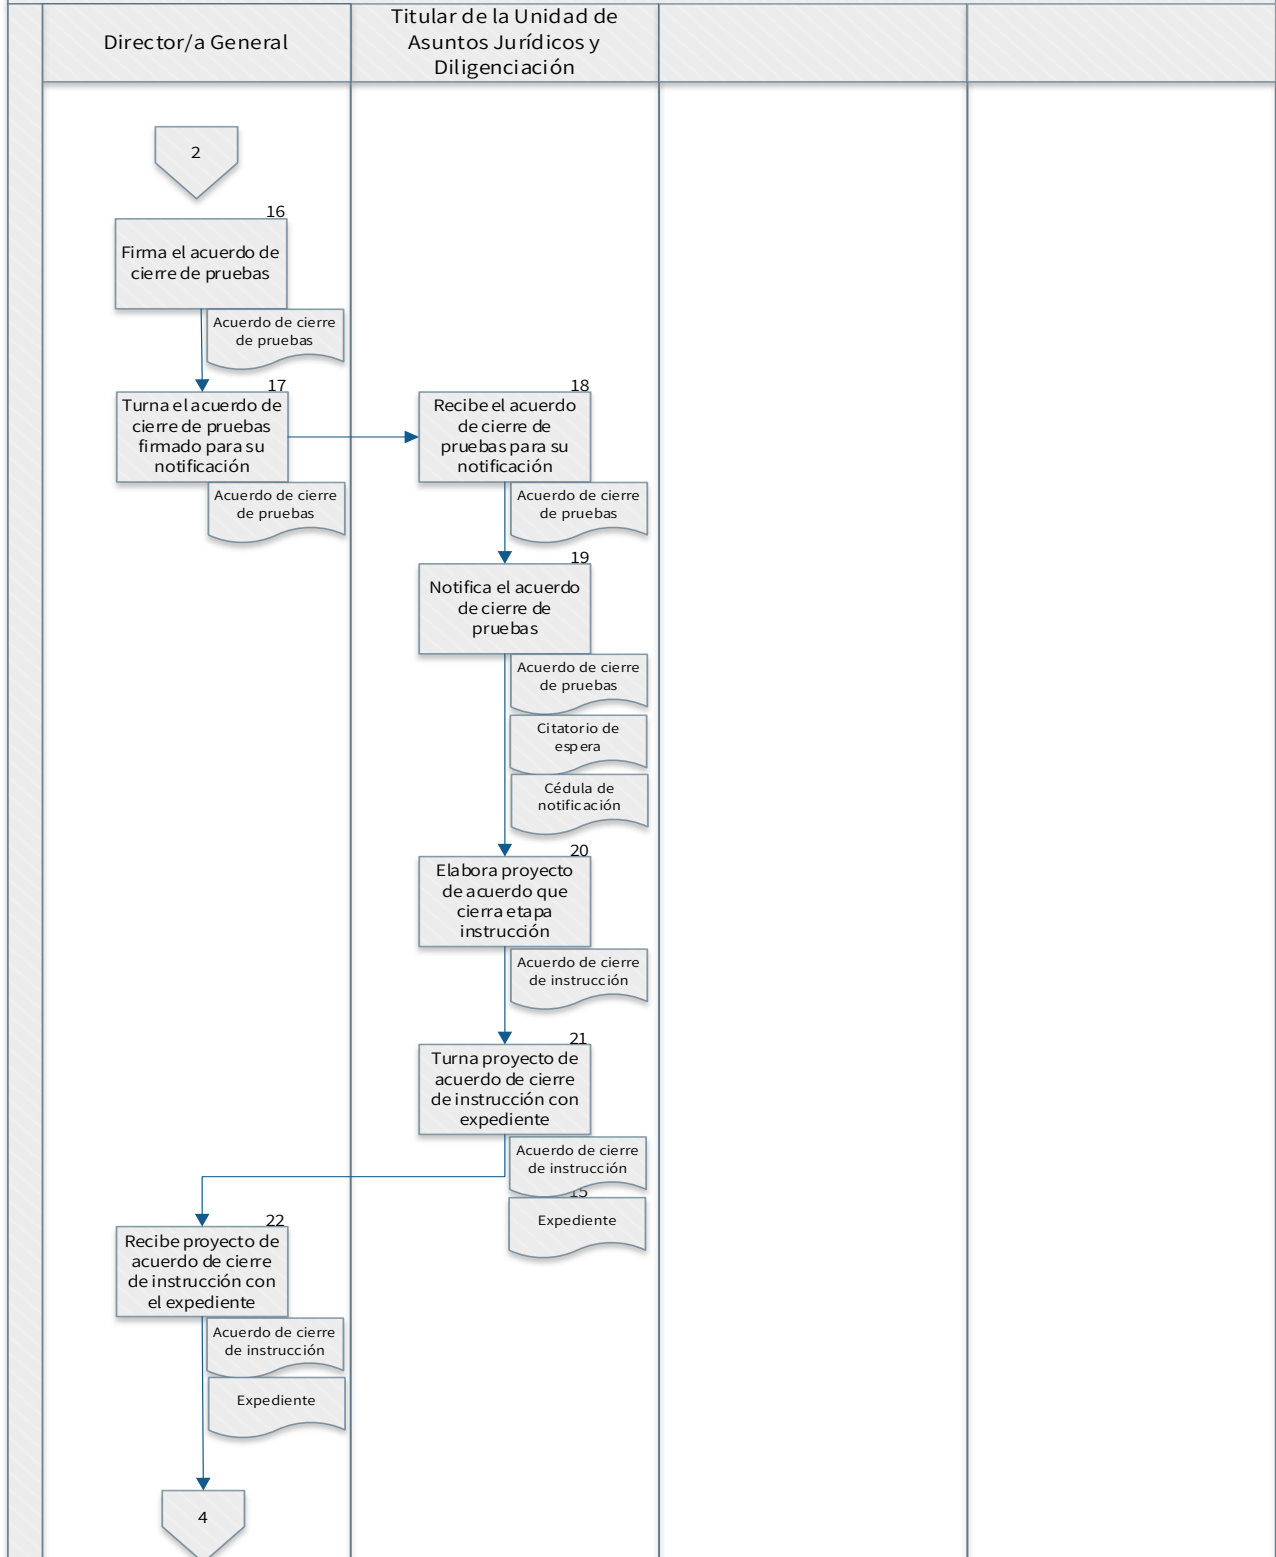 Director/a General
Titular de la Unidad de
Asuntos Jurídicos y
Diligenciación
2
16
Firma el acuerdo de
cierre de pruebas
Acuerdo de cierre
de pruebas
17
Turna el acuerdo de
cierre de pruebas
firmado para su
notificación
Acuerdo de cierre
de pruebas
18
Recibe el acuerdo
de cierre de
pruebas para su
notificación
Acuerdo de cierre
de pruebas
19
Notifica el acuerdo
de cierre de
pruebas
Acuerdo de cierre
de pruebas
Citatorio de
espera
Cédula de
notificación
20
Elabora proyecto
de acuerdo que
cierra etapa
instrucción
Acuerdo de cierre
de instrucción
21
Turna proyecto de
acuerdo de cierre
de instrucción con
expediente
Acuerdo de cierre
de instrucción
15
Expediente
22
Recibe proyecto de
acuerdo de cierre
de instrucción con
el expediente
Acuerdo de cierre
de instrucción
Expediente
4